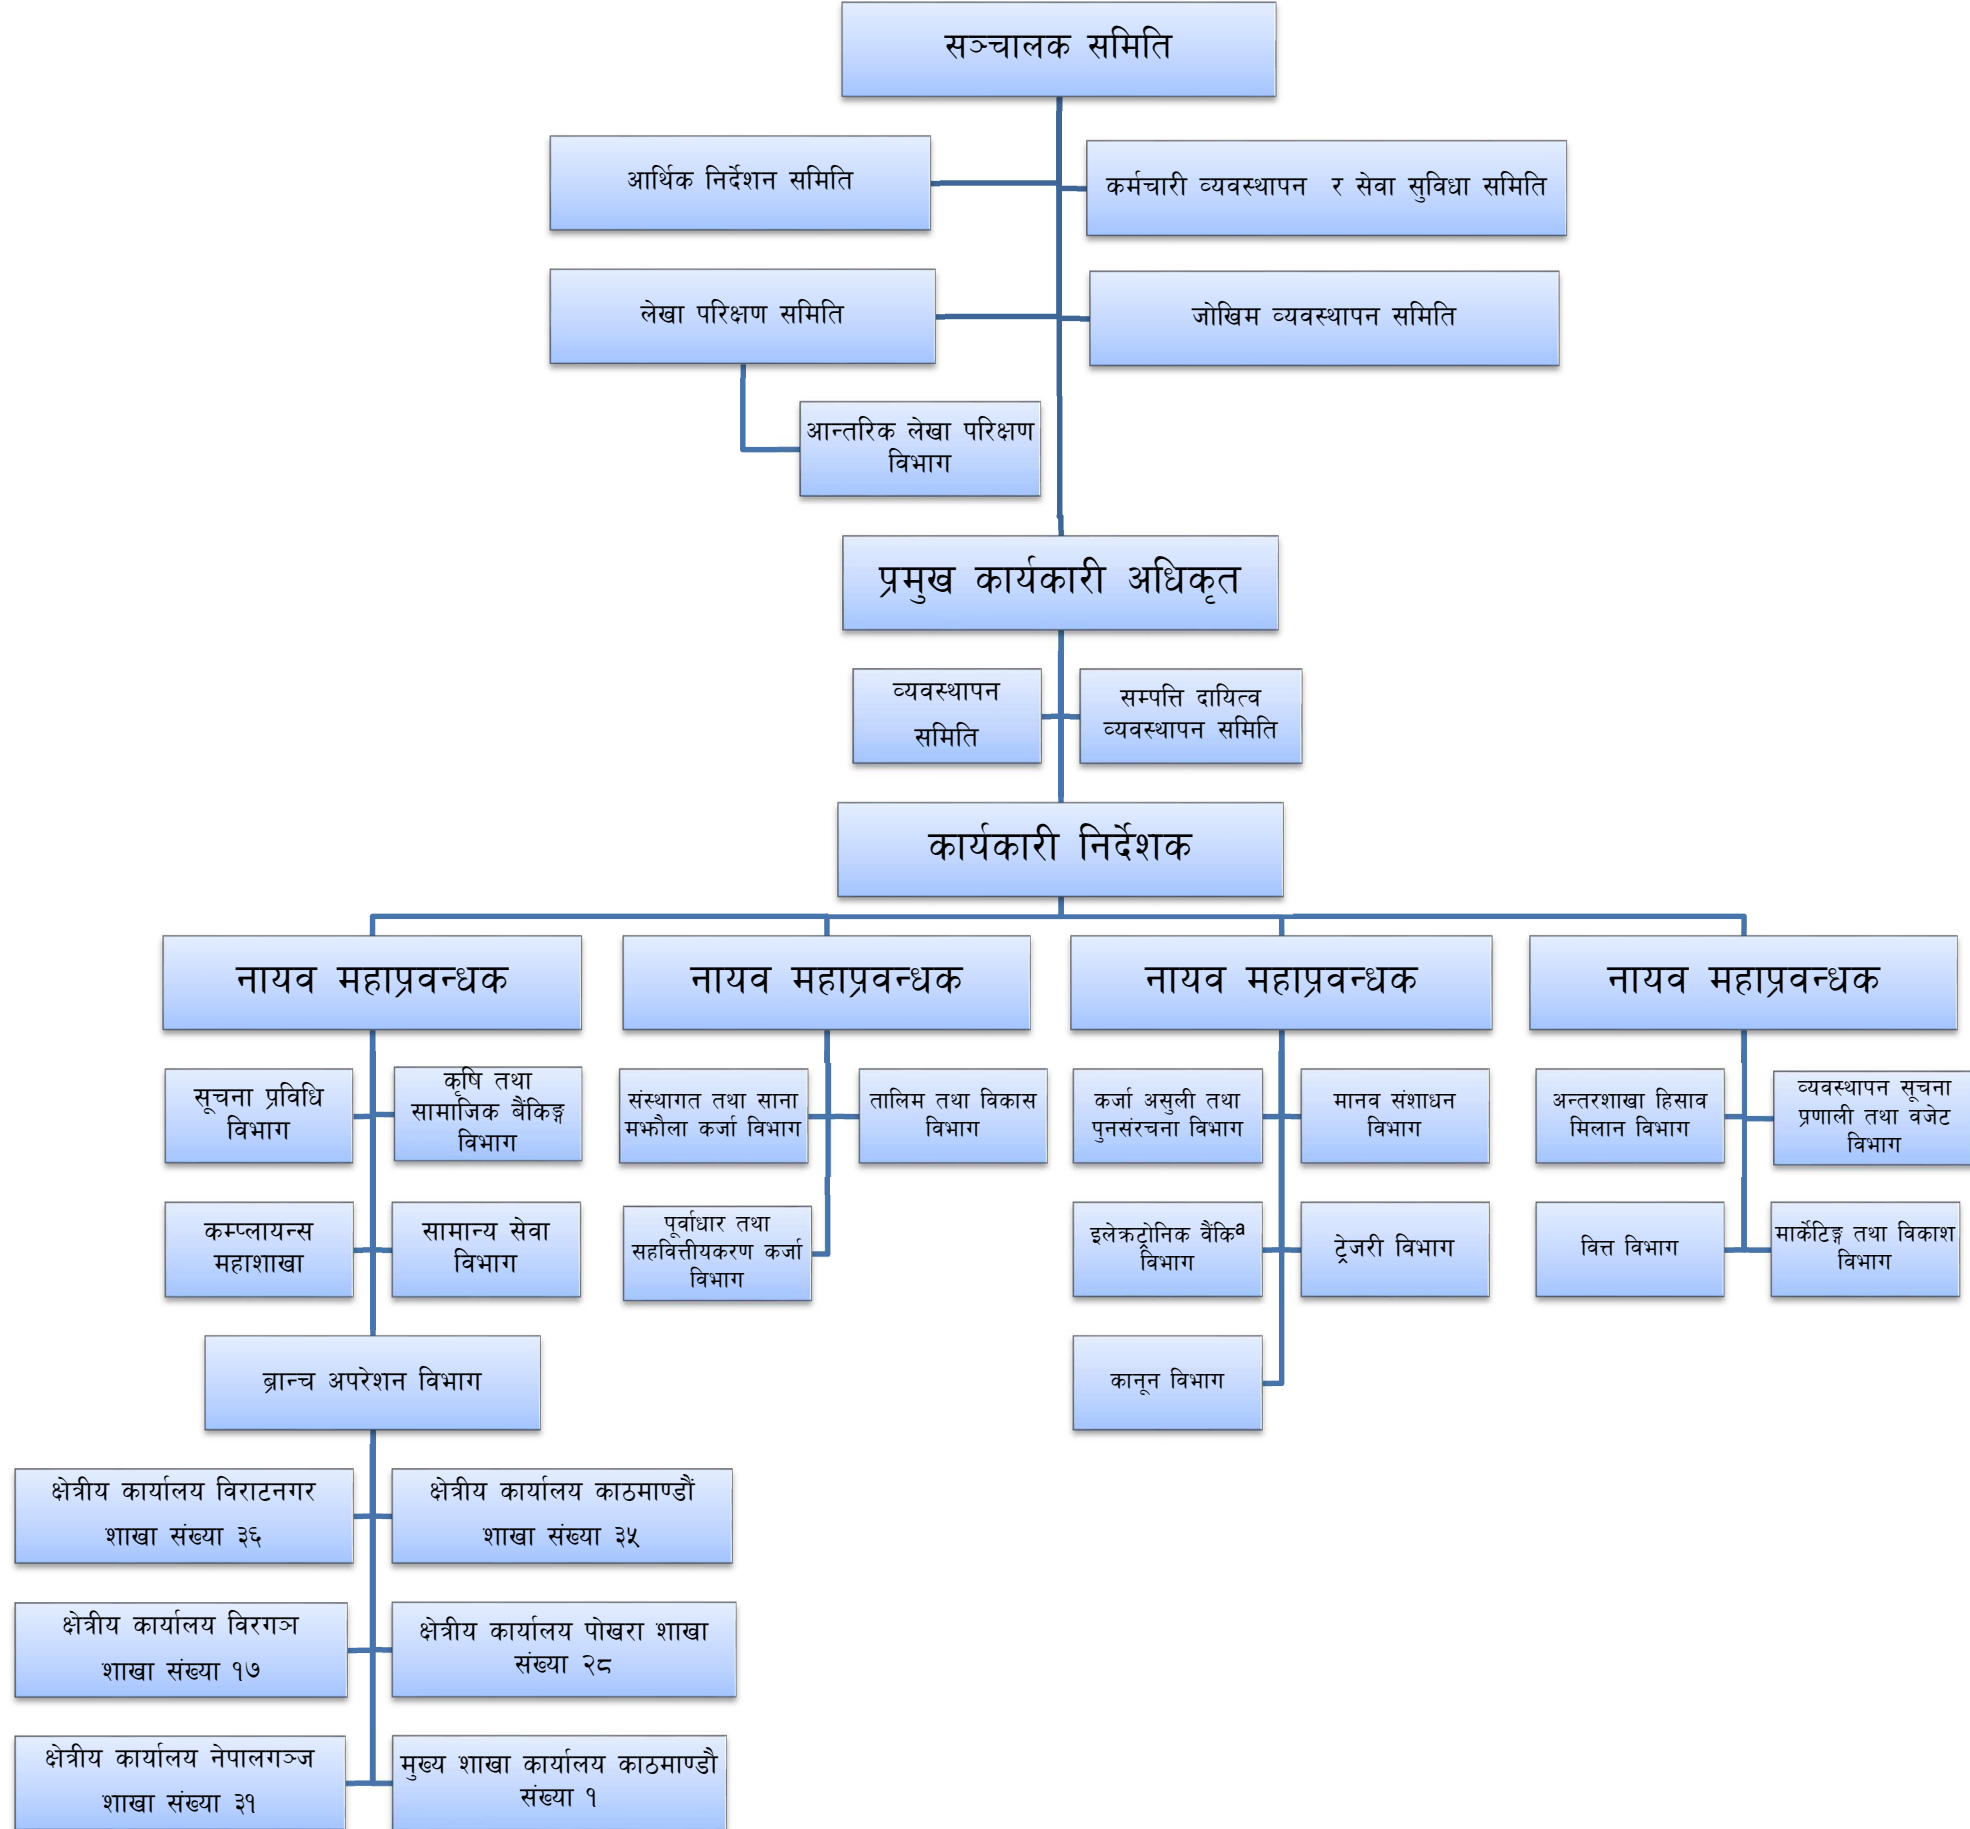 सञ्चालक समिति
आर्थिक निर्देशन समिति
कर्मचारी व्यवस्थापन र सेवा सुविधा समिति
लेखा परिक्षण समिति
जोखिम व्यवस्थापन समिति
आन्तरिक लेखा परिक्षण
विभाग
प्रमुख कार्यकारी अधिकृत
व्यवस्थापन
समिति
सम्पत्ति दायित्व
व्यवस्थापन समिति
कार्यकारी निर्देशक
नायव महाप्रवन्धक
नायव महाप्रवन्धक
नायव महाप्रवन्धक
नायव महाप्रवन्धक
सूचना प्रविधि
विभाग
कृषि तथा
सामाजिक बैंकिङ्ग
विभाग
संस्थागत तथा साना
मझौला कर्जा विभाग
तालिम तथा विकास
विभाग
कर्जा असुली तथा
पुनसंरचना विभाग
मानव संशाधन
विभाग
अन्तरशाखा हिसाव
मिलान विभाग
व्यवस्थापन सूचना
प्रणाली तथा वजेट
विभाग
कम्प्लायन्स
महाशाखा
सामान्य सेवा
विभाग
पूर्वाधार तथा
सहवित्तीयकरण कर्जा
विभाग
इलेक्ट्रोनिक वैंकिª
विभाग
ट्रेजरी विभाग
वित्त विभाग
मार्केटिङ्ग तथा विकाश
विभाग
ब्रान्च अपरेशन विभाग
कानून विभाग
क्षेत्रीय कार्यालय विराटनगर
शाखा संख्या ३६
क्षेत्रीय कार्यालय काठमाण्डौं
शाखा संख्या ३५
क्षेत्रीय कार्यालय विरगञ
शाखा संख्या १७
क्षेत्रीय कार्यालय पोखरा शाखा
संख्या २८
क्षेत्रीय कार्यालय नेपालगञ्ज
शाखा संख्या ३१
मुख्य शाखा कार्यालय काठमाण्डौ
संख्या १